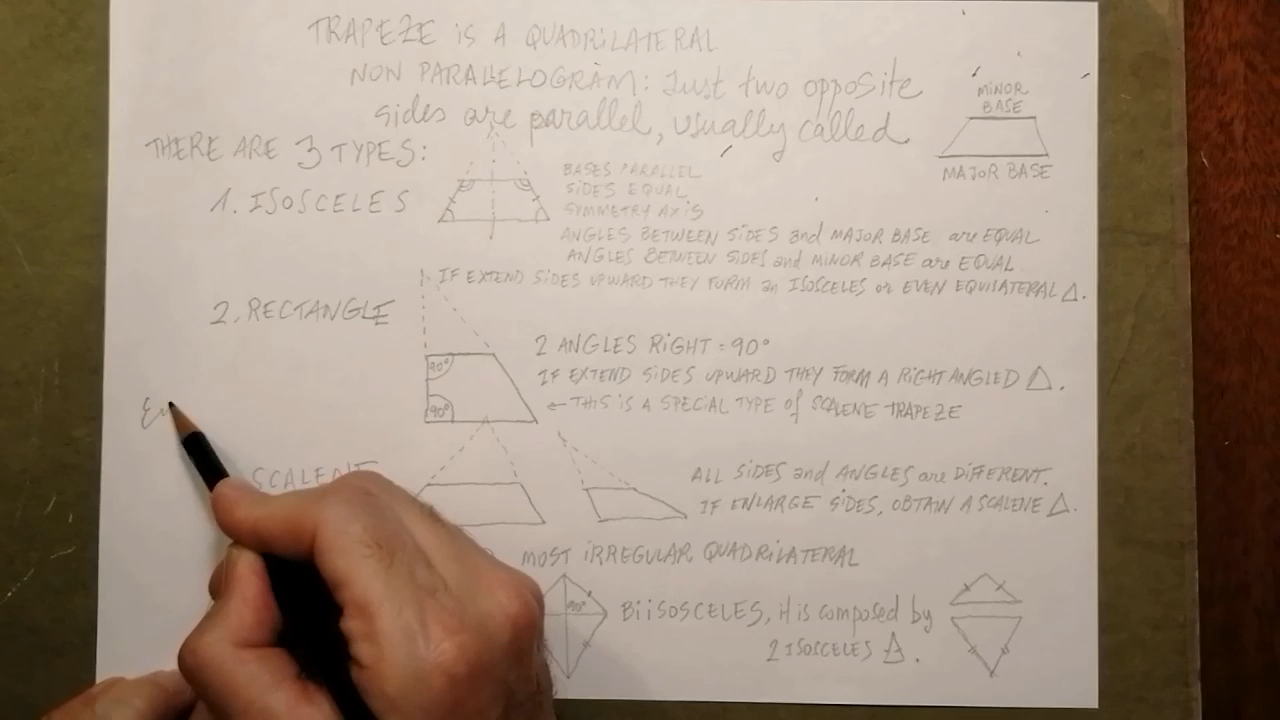 TRAPEZE is A QUADRiLATERAL
NON PARALLELOGRAM: Just two opposite
sides are parallel, usually called
MINOR
BASE
MAJOR BASE
THERE ARE 3 TYPES:
1. ISOSCELES
BASES PARALLEL
SiDES EQUAL
SYMMETRY AXiS
ANGLES BETWEEN SiDES and MAJOR BASE are EQUAL
ANGLES BETWEEN SiDES and MINOR BASE are EQUAL
IF EXTEND SiDES UPWARD THEY FORM an ISOSCELES or EVEN EQUiLATERAL △.
2. RECTANGLE
90°
90°
2 ANGLES RiGHT = 90°
IF EXTEND SiDES UPWARD THEY FORM A RiGHT ANGLED △.
← THIS iS A SPECIAL TYPE of SCALENE TRAPEZE
SCALENE
ALL SiDES and ANGLES are DiFFERENT.
IF ENLARGE SiDES, OBTAIN A SCALENE △.
MOST iRREGULAR QUADRiLATERAL
90°
BiiSOSCELES, it is composed by
2 ISOSCELES △.